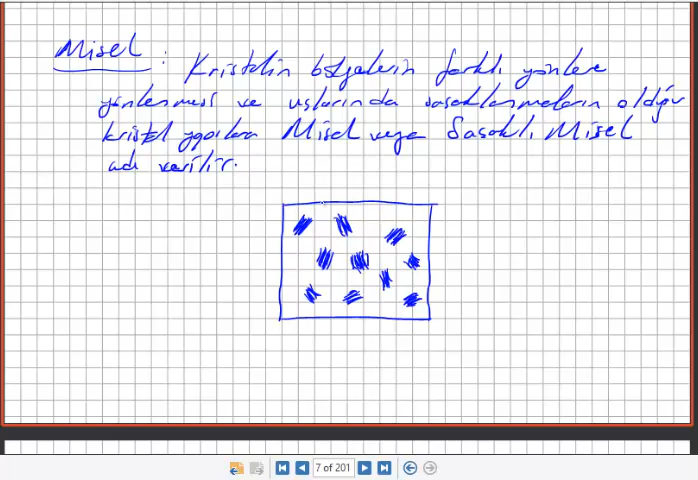 Misel : Kristalin bölgelerin farklı yönlere
yönlenmesi ve uçlarında saçaklanmaların olduğu
kristal yapılara Misel veya Saçaklı Misel
adı verilir.
7 of 201